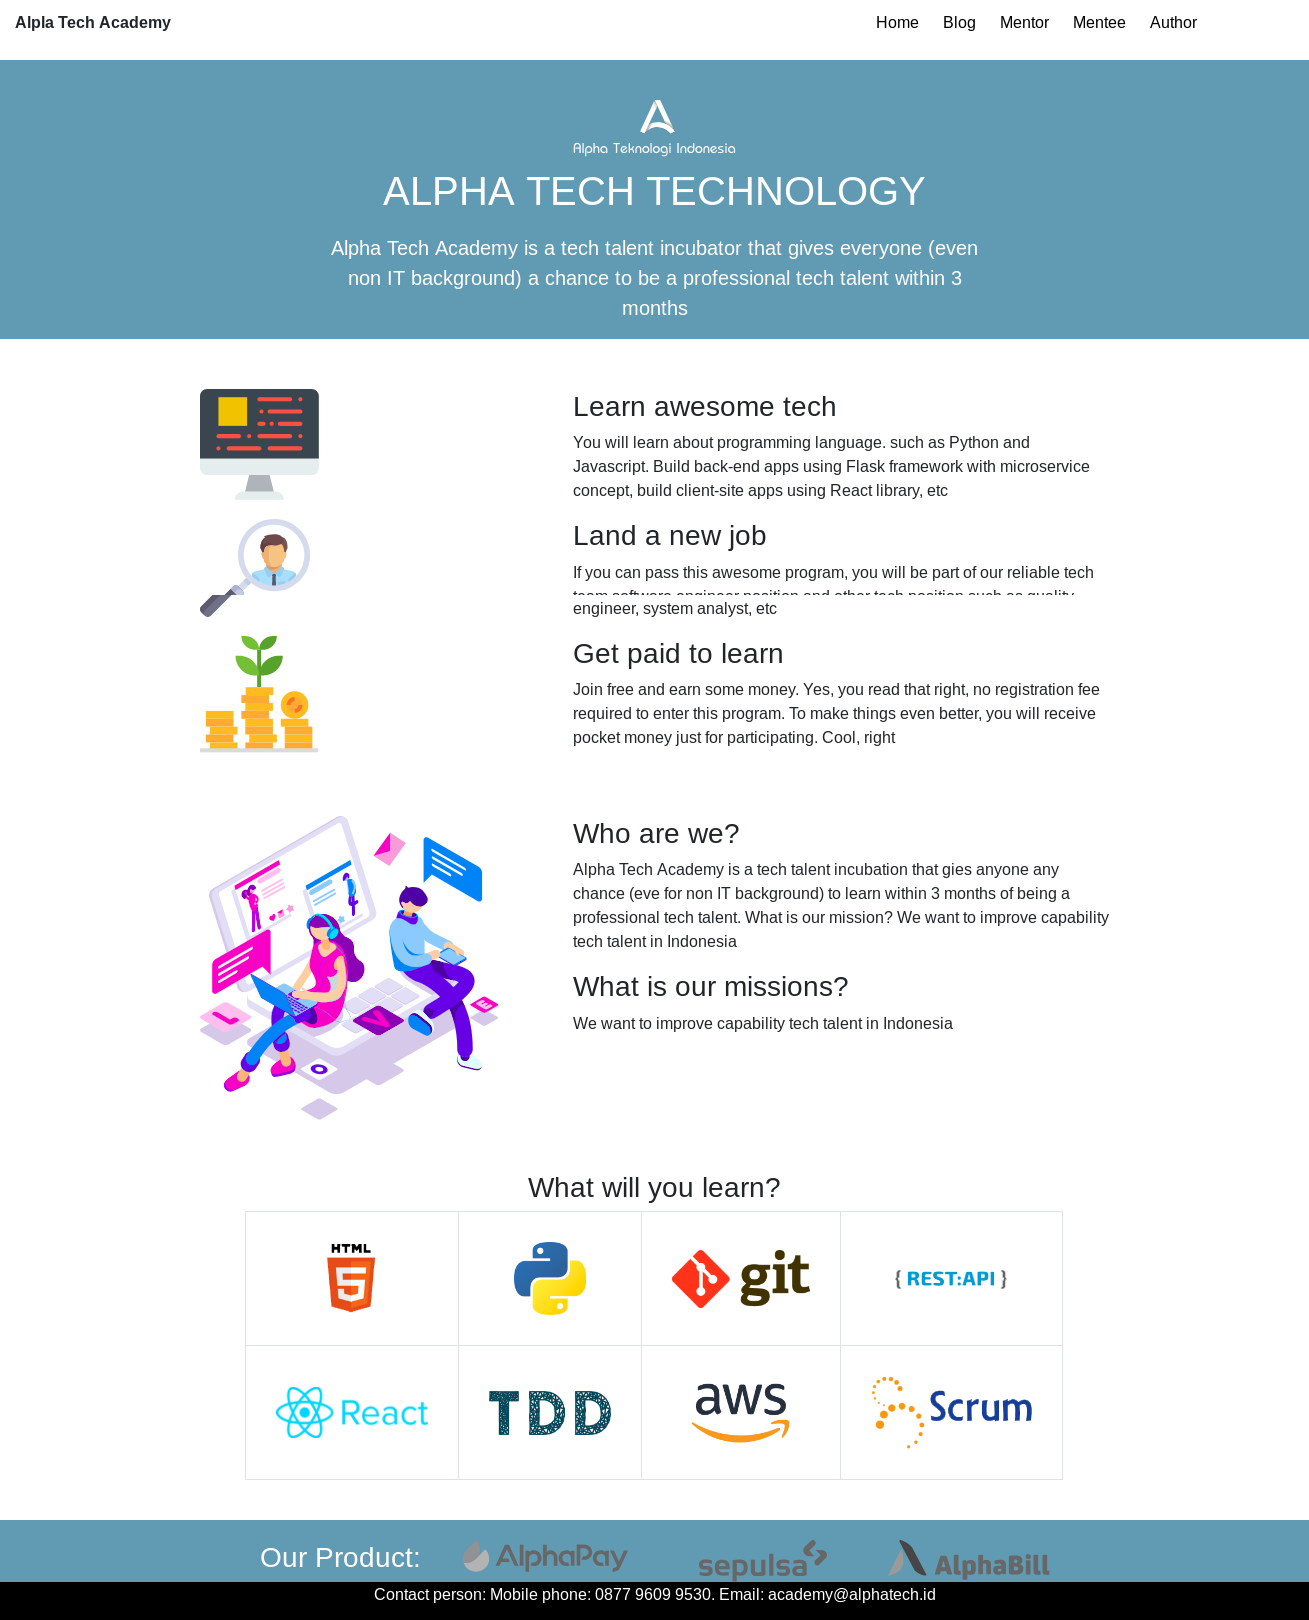 Alpla Tech Academy
Home Blog Mentor Mentee Author
Alpha Teknologi Indonesia
ALPHA TECH TECHNOLOGY
Alpha Tech Academy is a tech talent incubator that gives everyone (even
non IT background) a chance to be a professional tech talent within 3
months
Learn awesome tech
You will learn about programming language. such as Python and
Javascript. Build back-end apps using Flask framework with microservice
concept, build client-site apps using React library, etc
Land a new job
If you can pass this awesome program, you will be part of our reliable tech
team software engineer position and other tech position such as quality
engineer, system analyst, etc
Get paid to learn
Join free and earn some money. Yes, you read that right, no registration fee
required to enter this program. To make things even better, you will receive
pocket money just for participating. Cool, right
Who are we?
Alpha Tech Academy is a tech talent incubation that gies anyone any
chance (eve for non IT background) to learn within 3 months of being a
professional tech talent. What is our mission? We want to improve capability
tech talent in Indonesia
What is our missions?
We want to improve capability tech talent in Indonesia
What will you learn?
HTML
5
git
{ REST:API }
React
TDD
aws
Scrum
Our Product:
AlphaPay
sepulsa
AlphaBill
Contact person: Mobile phone: 0877 9609 9530. Email: academy@alphatech.id